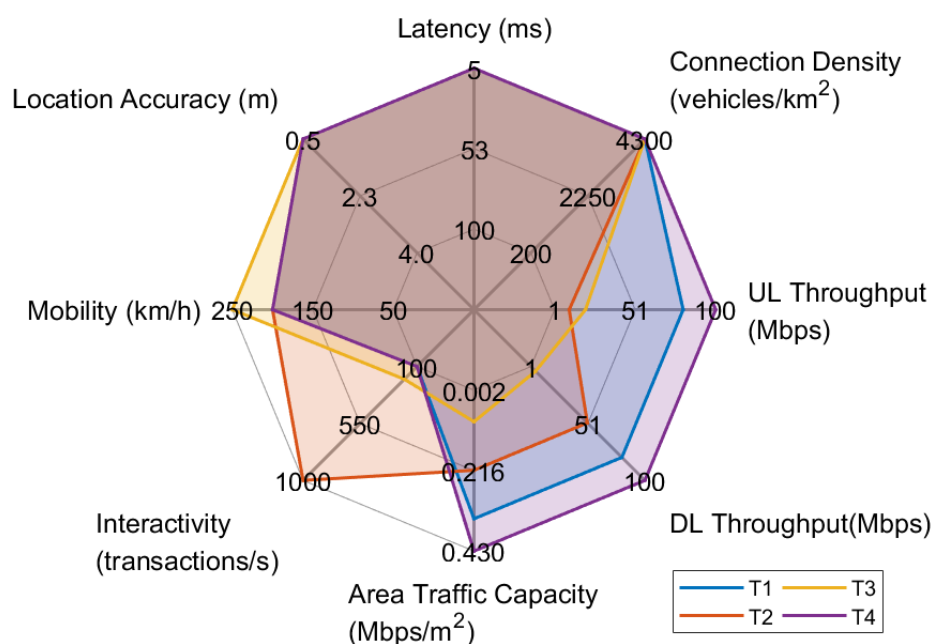 Latency (ms)
Connection Density
(vehicles/km²)
Location Accuracy (m)
5
0.5
4300
53
2.3
2250
100
4.0
200
Mobility (km/h)
250
150
50
1
51
100
UL Throughput
(Mbps)
100
1
0.002
550
51
0.216
1000
100
Interactivity
(transactions/s)
DL Throughput(Mbps)
0.430
Area Traffic Capacity
(Mbps/m²)
T1
T3
T2
T4